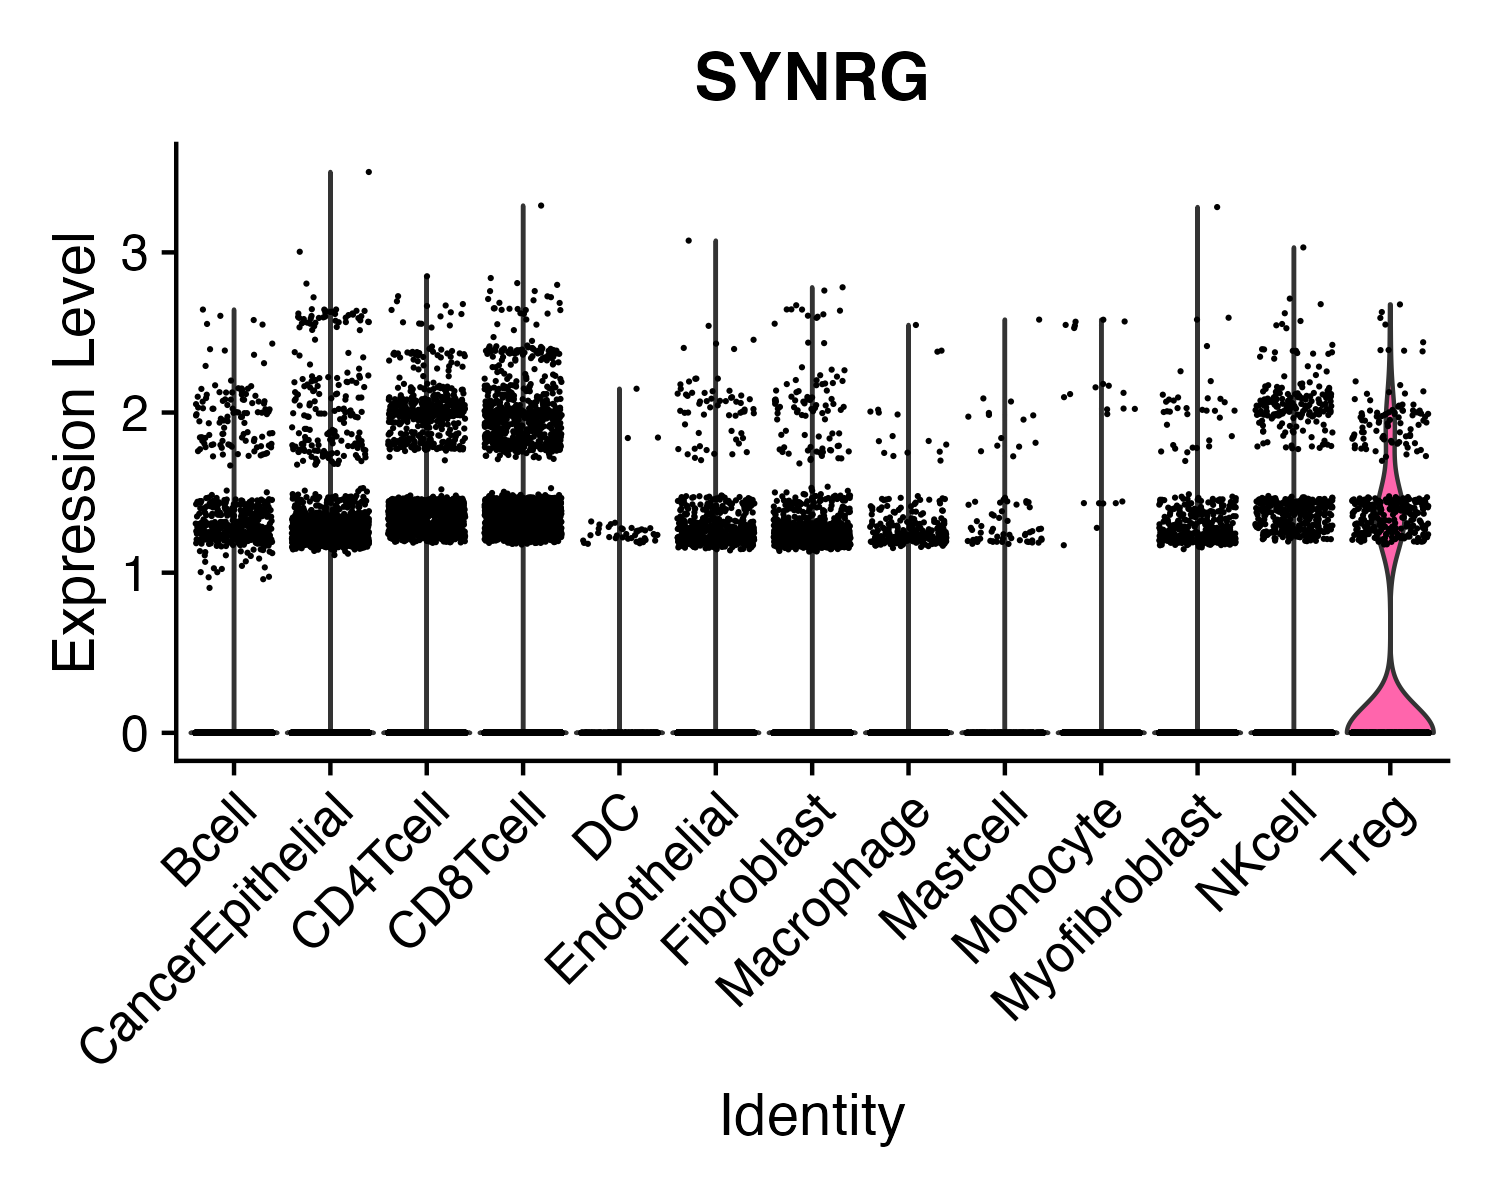 SYNRG
Expression Level
3
2
1
0
Bcell
CancerEpithelial
CD4Tcell
CD8Tcell
DC
Endothelial
Fibroblast
Macrophage
Mastcell
Monocyte
Myofibroblast
NKcell
Treg
Identity